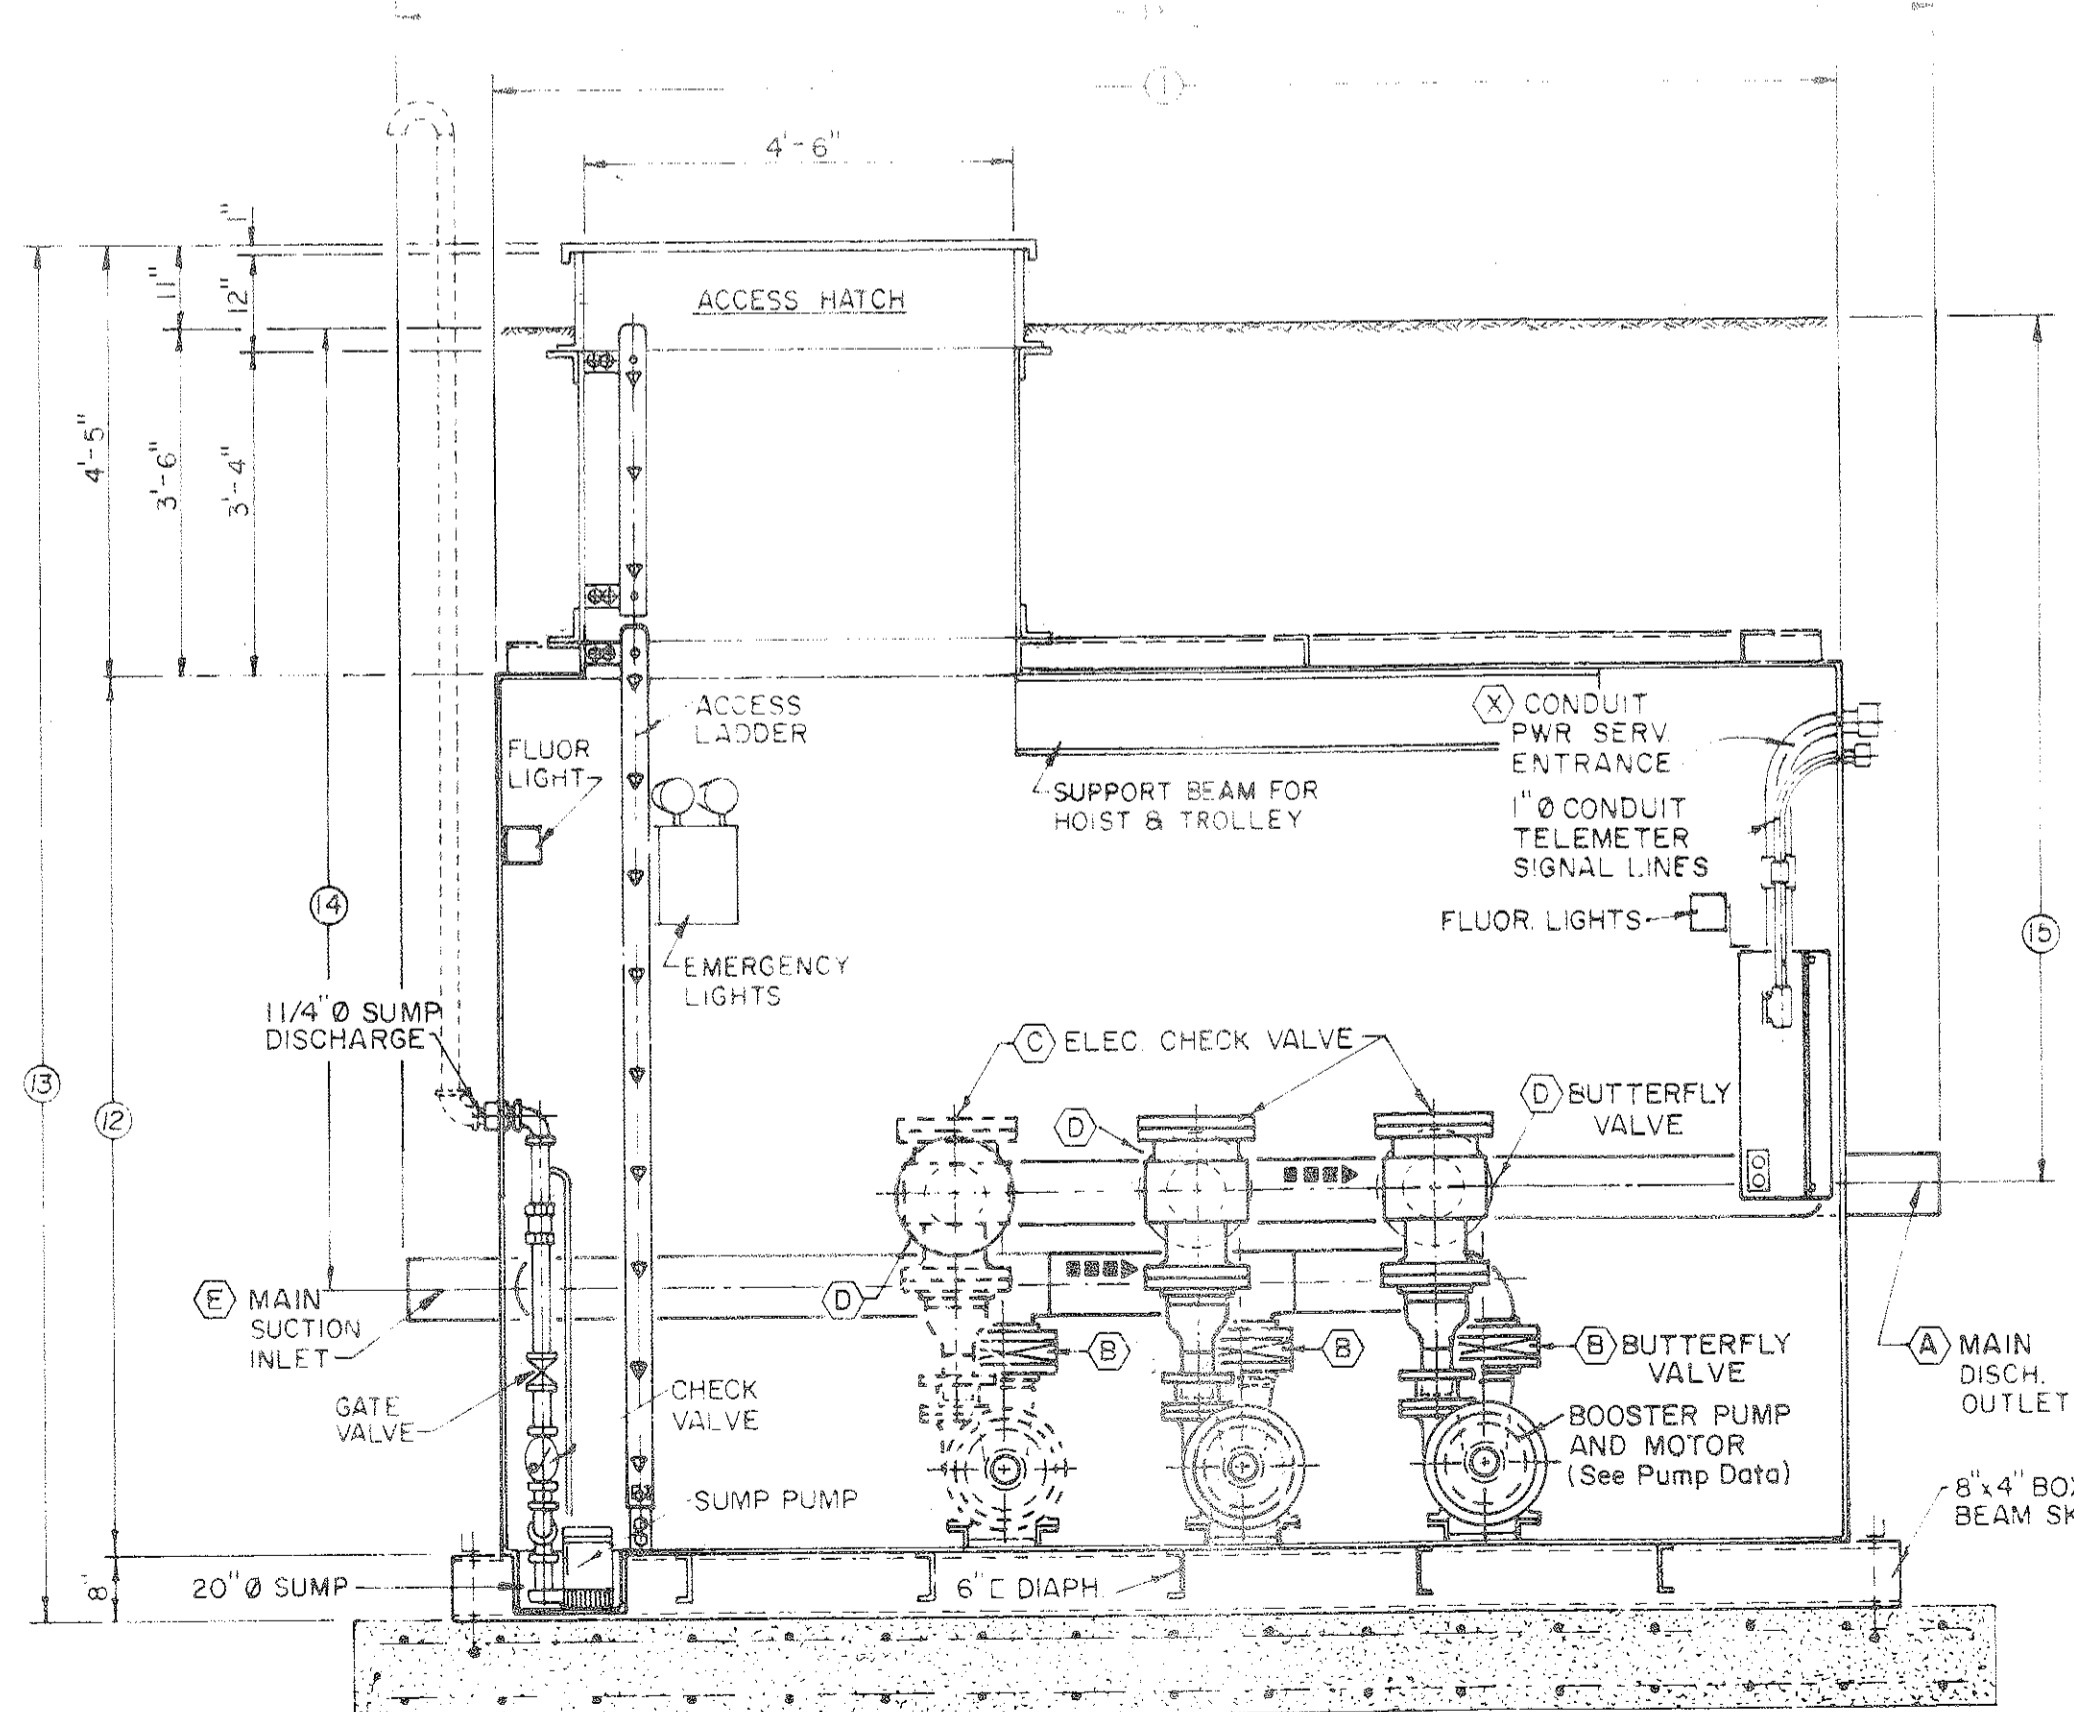 1
4'-6"
1"
11"
12"
ACCESS HATCH
4'-5"
3'-6"
3'-4"
ACCESS
LADDER
FLUOR
LIGHT
X CONDUIT
PWR SERV.
ENTRANCE
SUPPORT BEAM FOR
HOIST & TROLLEY
1" Ø CONDUIT
TELEMETER
SIGNAL LINES
14
FLUOR. LIGHTS
15
EMERGENCY
LIGHTS
11/4" Ø SUMP
DISCHARGE
C ELEC. CHECK VALVE
13
12
D
D BUTTERFLY
VALVE
E MAIN
SUCTION
INLET
D
B
B
B BUTTERFLY
VALVE
A MAIN
DISCH.
OUTLET
GATE
VALVE
CHECK
VALVE
BOOSTER PUMP
AND MOTOR
(See Pump Data)
SUMP PUMP
8"x4" BOX
BEAM SK
8"
20" Ø SUMP
6" C DIAPH.